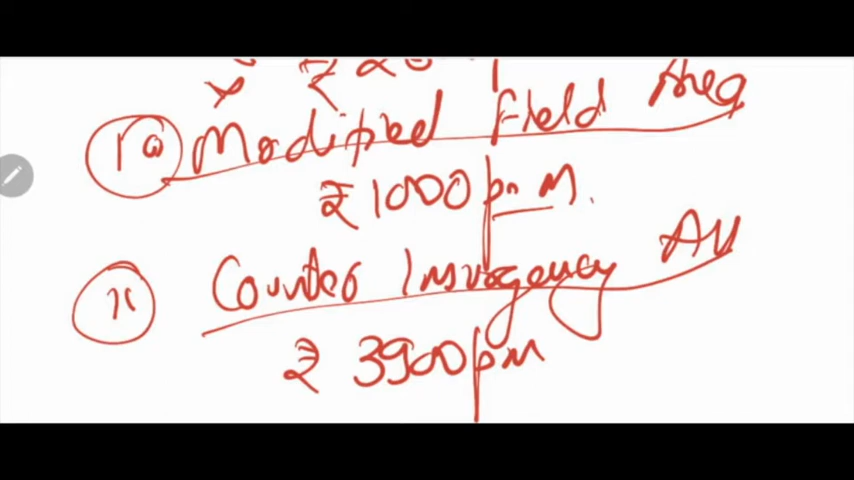 10 Modified Field Area
₹1000 pm M.
11 Counter Insurgency All
₹ 3900 pm